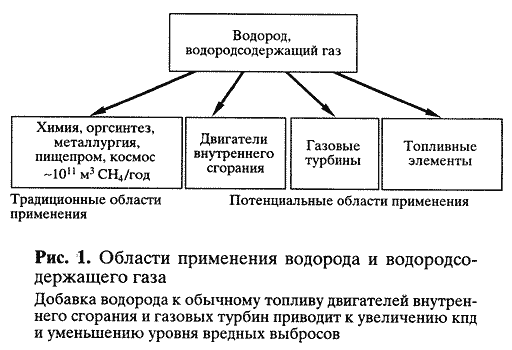 Водород,
водородсодержащий газ
Химия, оргсинтез,
металлургия,
пищепром, космос
~10¹¹ м³ CH₄/год
Двигатели
внутреннего
сгорания
Газовые
турбины
Топливные
элементы
Традиционные области
применения
Потенциальные области применения
Рис. 1. Области применения водорода и водородсо-
держащего газа
Добавка водорода к обычному топливу двигателей внутрен-
него сгорания и газовых турбин приводит к увеличению кпд
и уменьшению уровня вредных выбросов